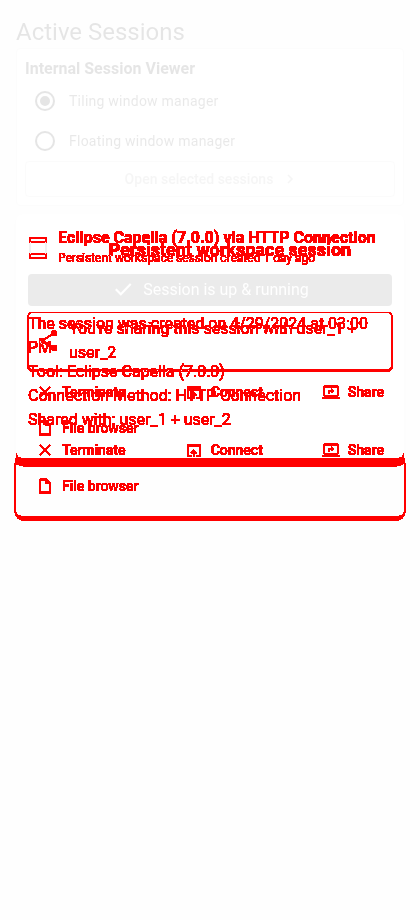 Active Sessions
Internal Session Viewer
Tiling window manager
Floating window manager
Open selected sessions
Eclipse Capella (7.0.0) via HTTP Connection
Persistent workspace session
Persistent workspace session created 1 day ago
Session is up & running
The session was created on 4/29/2024 at 03:00
PM
You're sharing this session with user_1 +
user_2
Tool: Eclipse Capella (7.0.0)
Terminate Connect Share
Connection Method: HTTP Connection
Shared with: user_1 + user_2
File browser
Terminate Connect Share
File browser